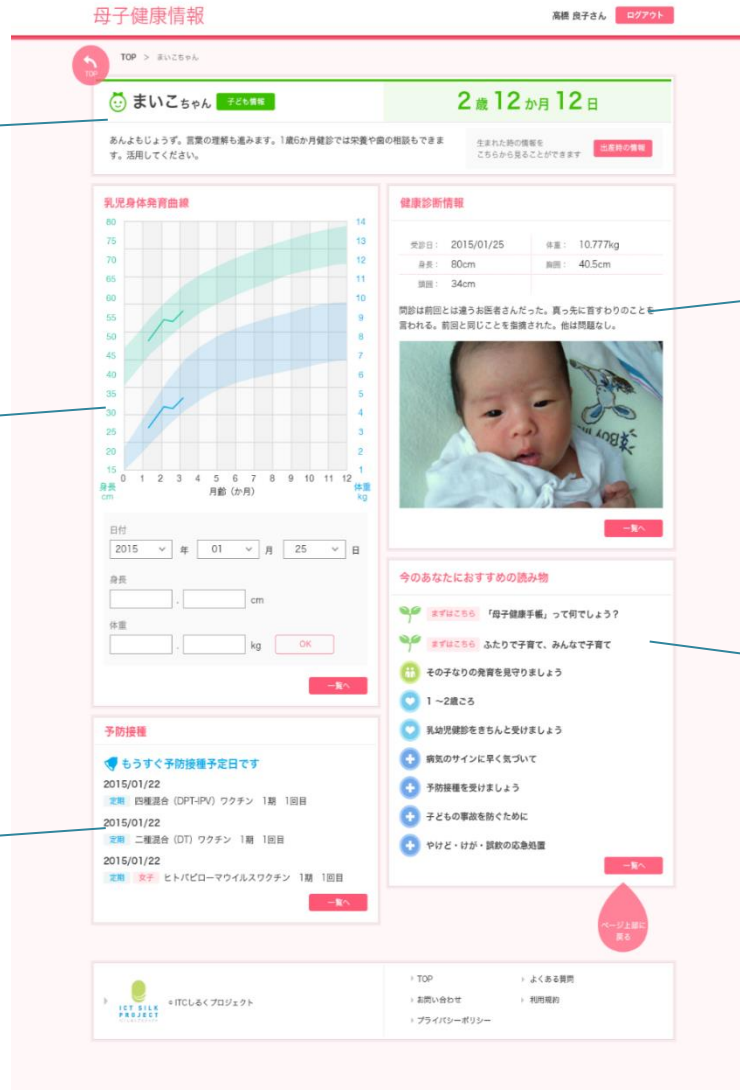 母子健康情報
高橋 良子さん ログアウト
TOP
TOP > まいこちゃん
まいこちゃん 子ども情報
2歳12か月12日
あんよもじょうず。言葉の理解も進みます。1歳6か月健診では栄養や歯の相談もできま
す。活用してください。
生まれた時の情報を
こちらから見ることができます
出産時の情報
乳児身体発育曲線
80 75 70 65 60 55 50 45 40 35 30 25 20 15
14 13 12 11 10 9 8 7 6 5 4 3 2 1
0 1 2 3 4 5 6 7 8 9 10 11 12
身長
cm
月齢(か月)
体重
kg
日付
2015 年 01 月 25 日
身長
. cm
体重
. kg OK
一覧へ
予防接種
もうすぐ予防接種予定日です
2015/01/22
定期 四種混合(DPT-IPV)ワクチン 1期 1回目
2015/01/22
定期 二種混合(DT)ワクチン 1期 1回目
2015/01/22
定期 女子 ヒトパピローマウイルスワクチン 1期 1回目
一覧へ
健康診断情報
受診日: 2015/01/25 体重: 10.777kg
身長: 80cm 胸囲: 40.5cm
頭囲: 34cm
問診は前回とは違うお医者さんだった。真っ先に首すわりのことを
言われる。前回と同じことを指摘された。他は問題なし。
一覧へ
今のあなたにおすすめの読み物
まずはこちら 「母子健康手帳」って何でしょう?
まずはこちら ふたりで子育て、みんなで子育て
その子なりの発育を見守りましょう
1~2歳ごろ
乳幼児健診をきちんと受けましょう
病気のサインに早く気づいて
予防接種を受けましょう
子どもの事故を防ぐために
やけど・けが・誤飲の応急処置
一覧へ
ページ上部に
戻る
ICT SILK
PROJECT
© ITCしるくプロジェクト
TOP
よくある質問
お問い合わせ
利用規約
プライバシーポリシー